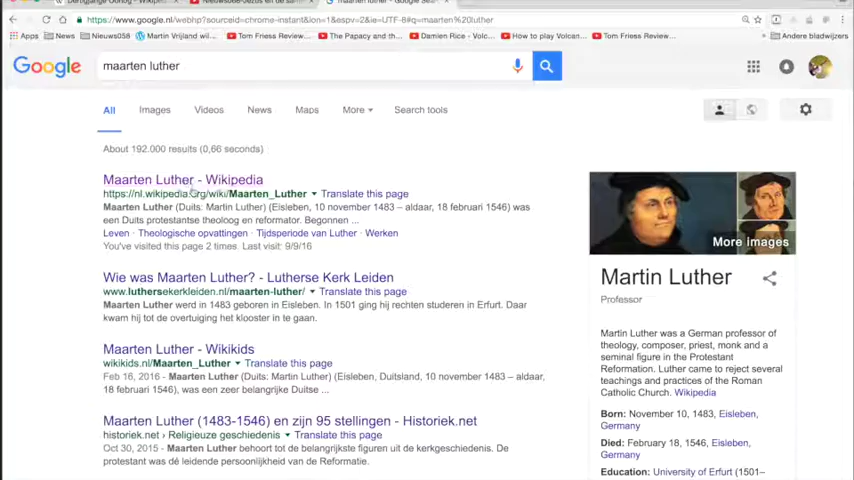 Dertigjarige Oorlog - Wikipedi
maarten luther - Google Sea
https://www.google.nl/webhp?sourceid=chrome-instant&ion=1&espv=2&ie=UTF-8#q=maarten%20luther
Apps News Nieuws058 Martin Vrijland wil... Tom Friess Revie... The Papacy and th... Damien Rice - Volc... How to play Volcan... Tom Friess Revie... Andere bladwijzers
Google maarten luther
All Images Videos News Maps More Search tools
About 192.000 results (0,66 seconds)
Maarten Luther - Wikipedia
https://nl.wikipedia.org/wiki/Maarten_Luther Translate this page
Maarten Luther (Duits: Martin Luther) (Eisleben, 10 november 1483 – aldaar, 18 februari 1546) was
een Duits protestantse theoloog en reformator. Begonnen ...
Leven · Theologische opvattingen · Tijdsperiode van Luther · Werken
You've visited this page 2 times. Last visit: 9/9/16
Wie was Maarten Luther? - Lutherse Kerk Leiden
www.luthersekerkleiden.nl/maarten-luther/ Translate this page
Maarten Luther werd in 1483 geboren in Eisleben. In 1501 ging hij rechten studeren in Erfurt. Daar
kwam hij tot de overtuiging het klooster in te gaan.
Maarten Luther - Wikikids
wikikids.nl/Maarten_Luther Translate this page
Feb 16, 2016 - Maarten Luther (Duits: Martin Luther) (Eisleben, Duitsland, 10 november 1483 – aldaar,
18 februari 1546), was een zeer belangrijke Duitse ...
Maarten Luther (1483-1546) en zijn 95 stellingen - Historiek.net
historiek.net › Religieuze geschiedenis Translate this page
Oct 30, 2015 - Maarten Luther behoort tot de belangrijkste figuren uit de kerkgeschiedenis. De
protestant was dé leidende persoonlijkheid van de Reformatie.
More images
Martin Luther
Professor
Martin Luther was a German professor of
theology, composer, priest, monk and a
seminal figure in the Protestant
Reformation. Luther came to reject several
teachings and practices of the Roman
Catholic Church. Wikipedia
Born: November 10, 1483, Eisleben,
Germany
Died: February 18, 1546, Eisleben,
Germany
Education: University of Erfurt (1501–